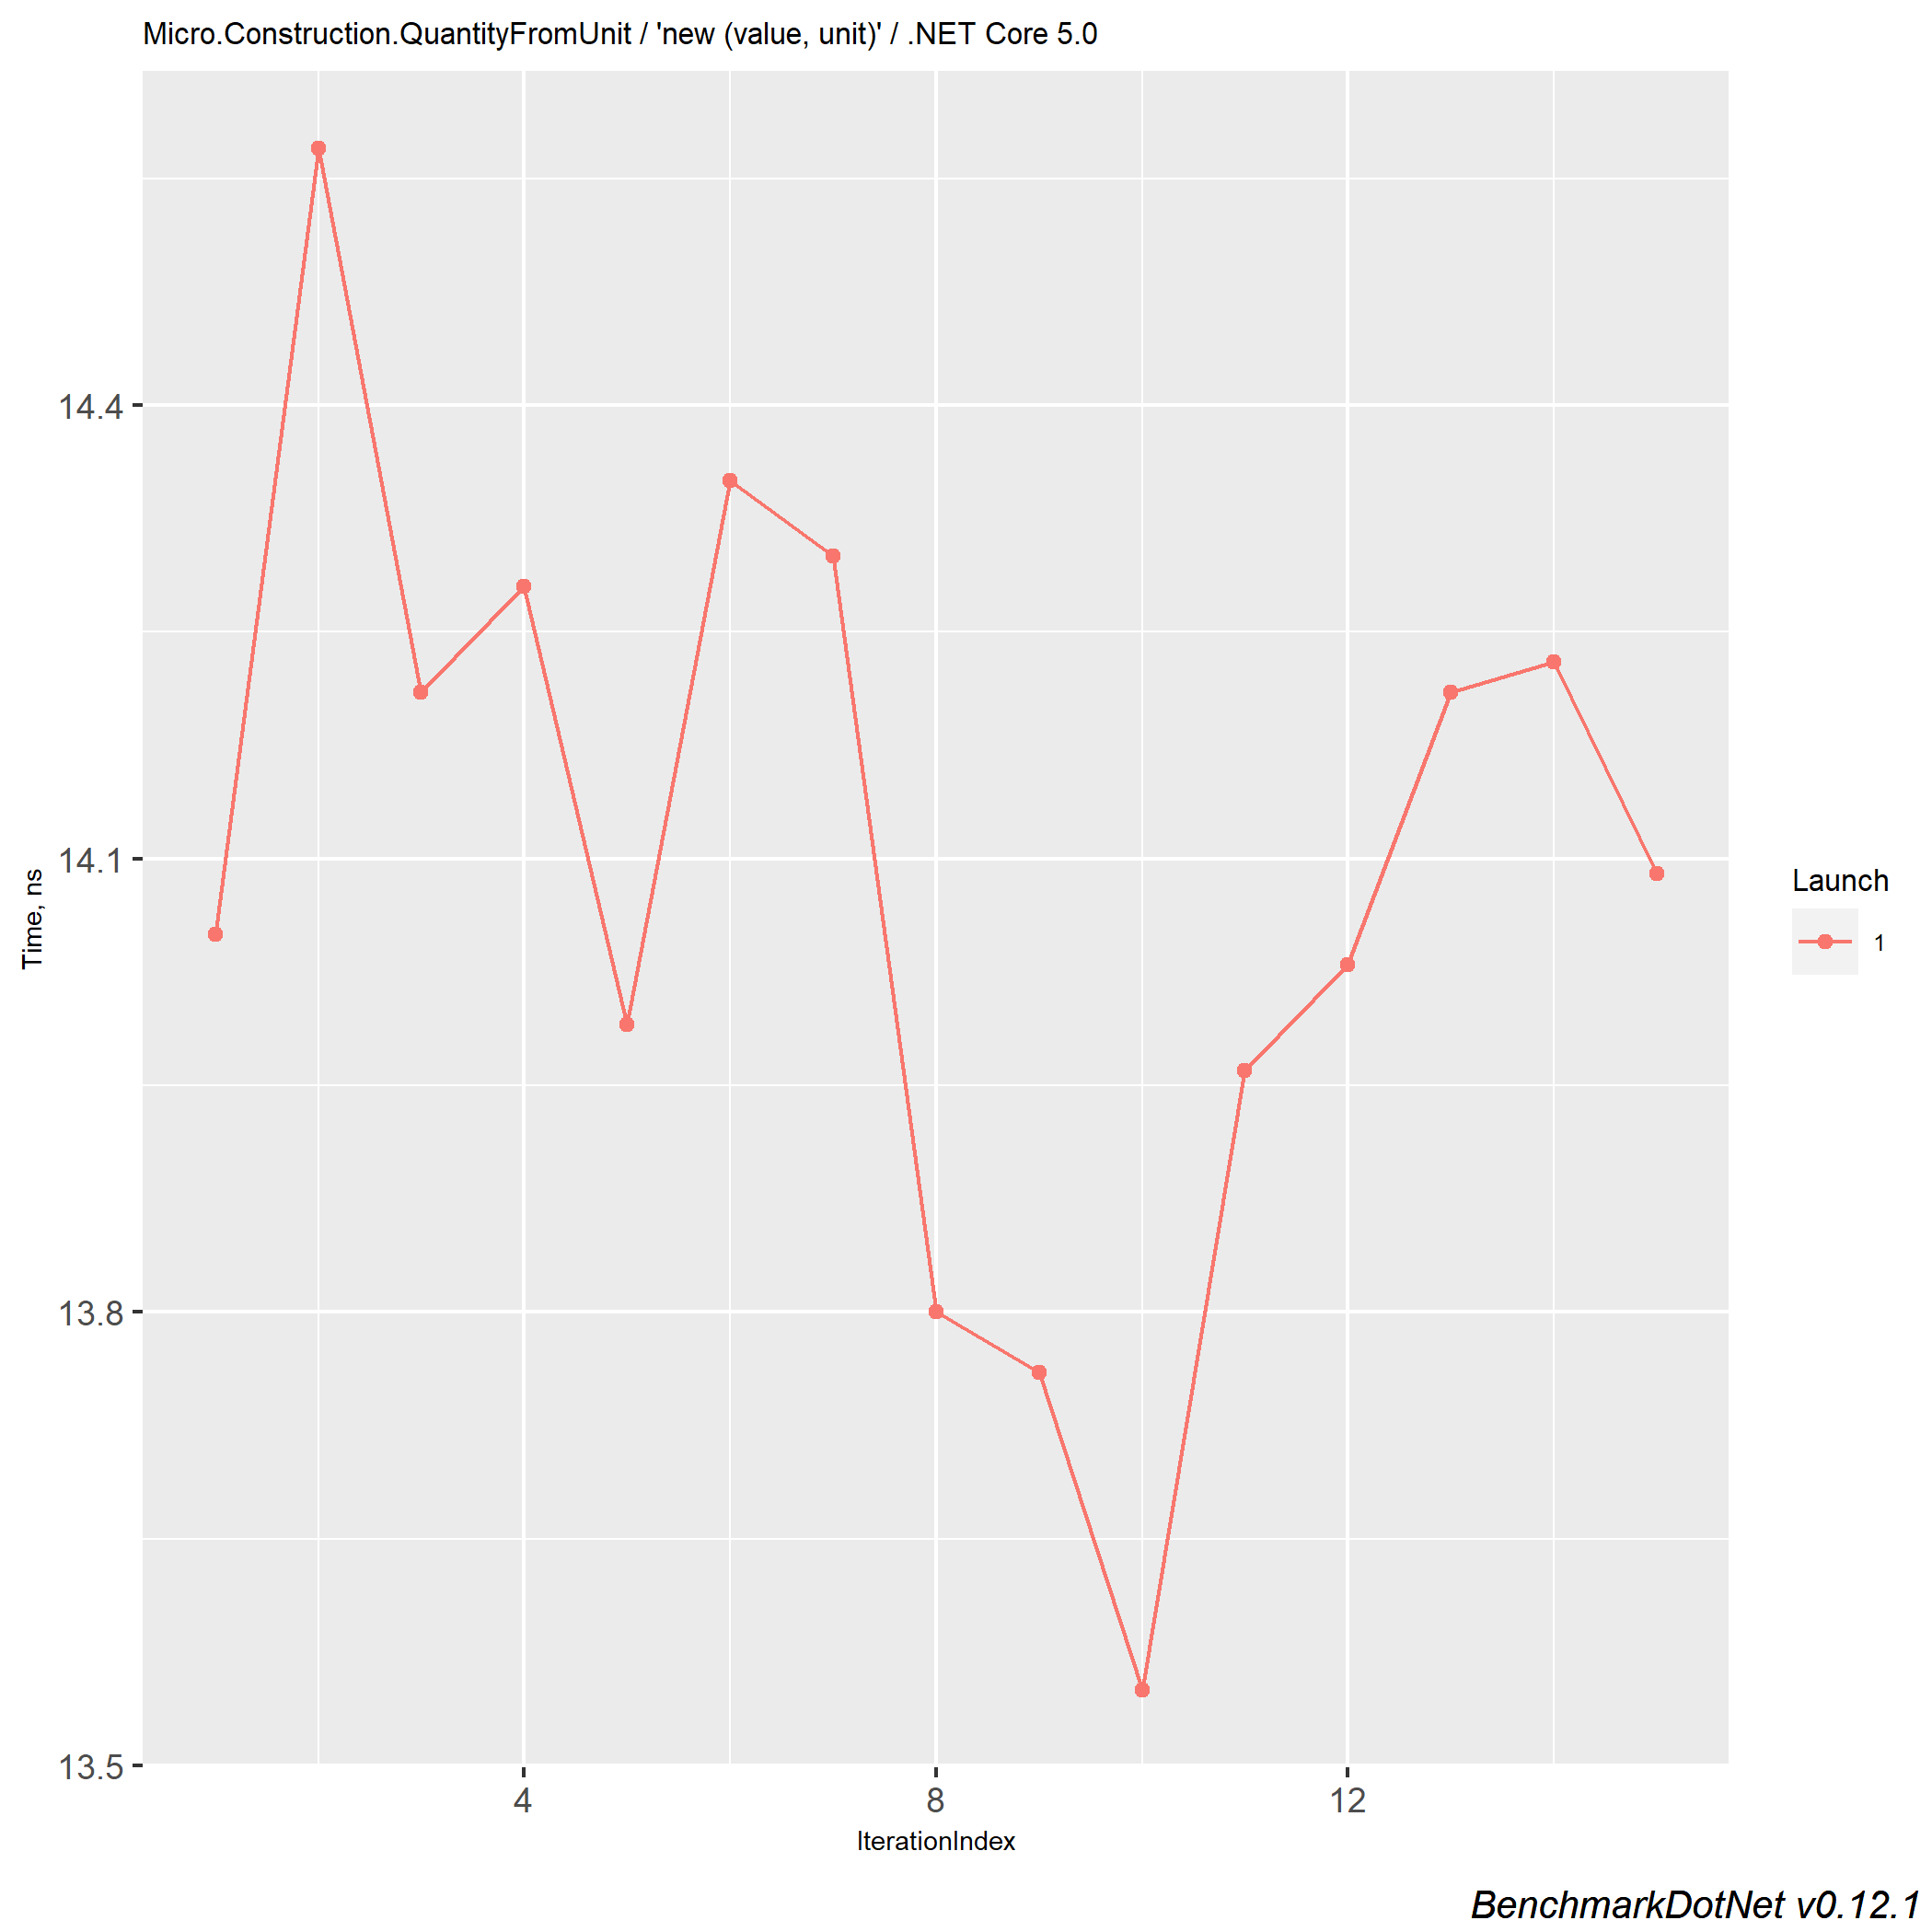 Micro.Construction.QuantityFromUnit / 'new (value, unit)' / .NET Core 5.0
14.4
14.1
13.8
13.5
Time, ns
4
8
12
IterationIndex
Launch
1
BenchmarkDotNet v0.12.1